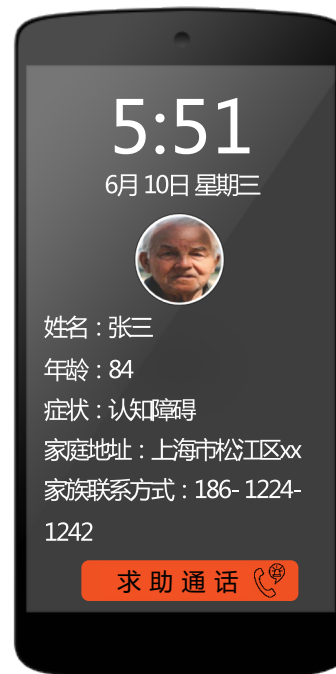 5:51
6月 10日 星期三
姓名：张三
年龄：84
症状：认知障碍
家庭地址：上海市松江区xx
家族联系方式：186- 1224-
1242
求助通话